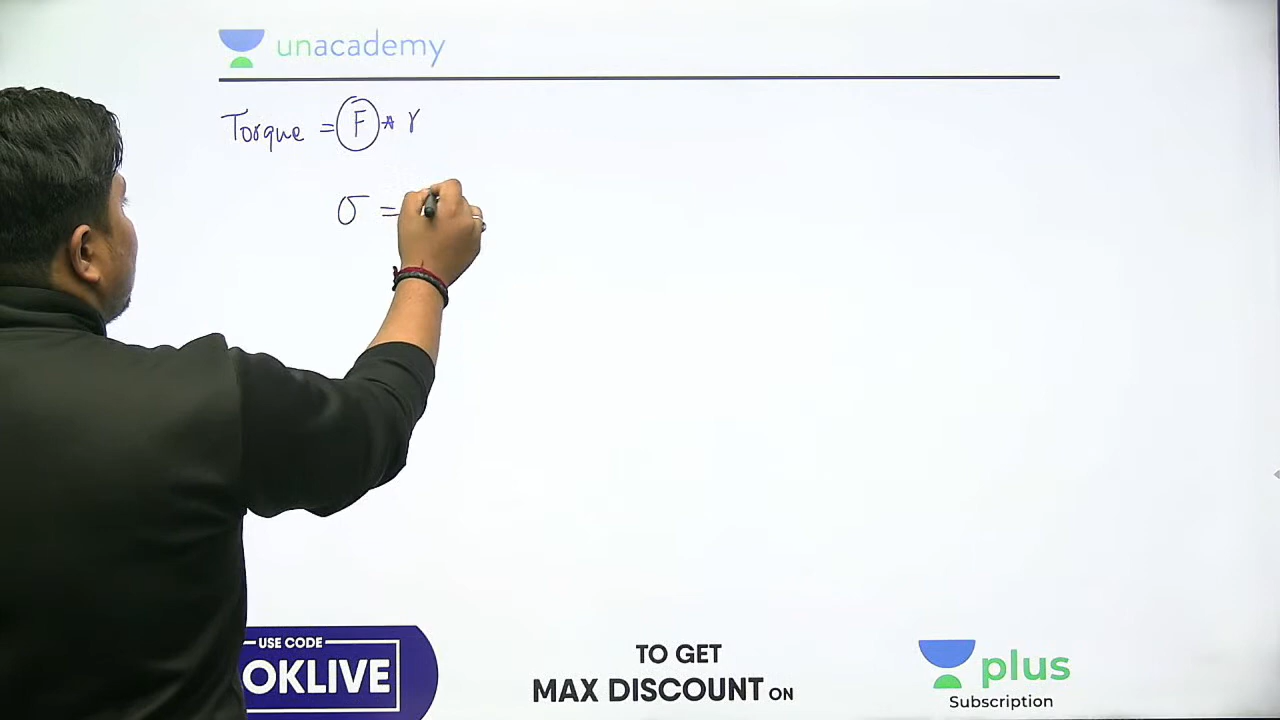 unacademy
Torque = F * r
σ =
USE CODE
OKLIVE
TO GET
MAX DISCOUNT ON
plus
Subscription